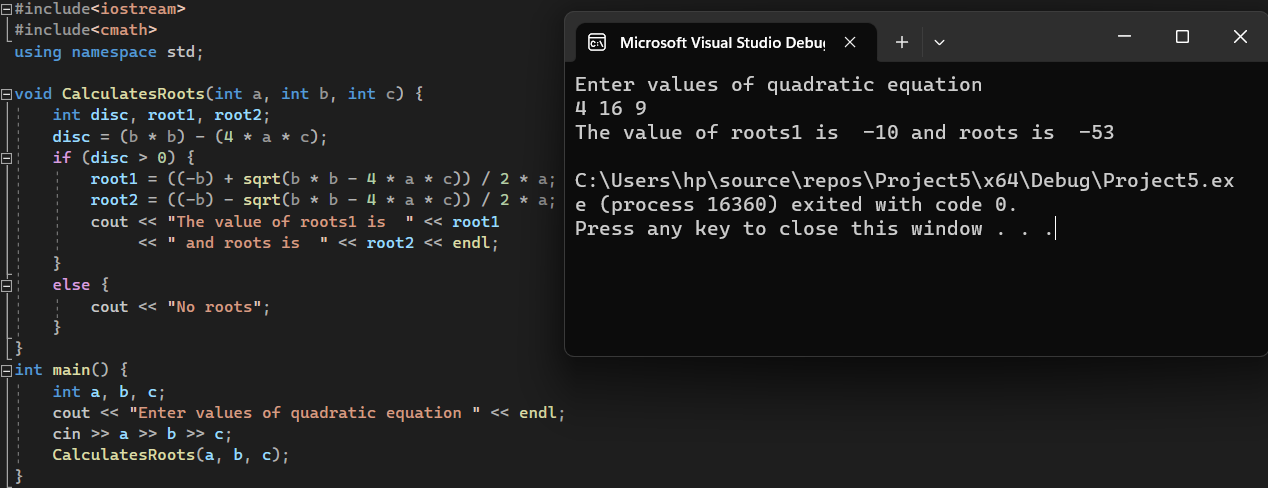 #include<iostream>
#include<cmath>
using namespace std;
void CalculatesRoots(int a, int b, int c) {
int disc, root1, root2;
disc = (b * b) - (4 * a * c);
if (disc > 0) {
root1 = ((-b) + sqrt(b * b - 4 * a * c)) / 2 * a;
root2 = ((-b) - sqrt(b * b - 4 * a * c)) / 2 * a;
cout << "The value of roots1 is  " << root1
<< " and roots is  " << root2 << endl;
}
else {
cout << "No roots";
}
}
int main() {
int a, b, c;
cout << "Enter values of quadratic equation " << endl;
cin >> a >> b >> c;
CalculatesRoots(a, b, c);
}
Microsoft Visual Studio Debu
Enter values of quadratic equation
4 16 9
The value of roots1 is  -10 and roots is  -53
C:\Users\hp\source\repos\Project5\x64\Debug\Project5.ex
e (process 16360) exited with code 0.
Press any key to close this window . . .